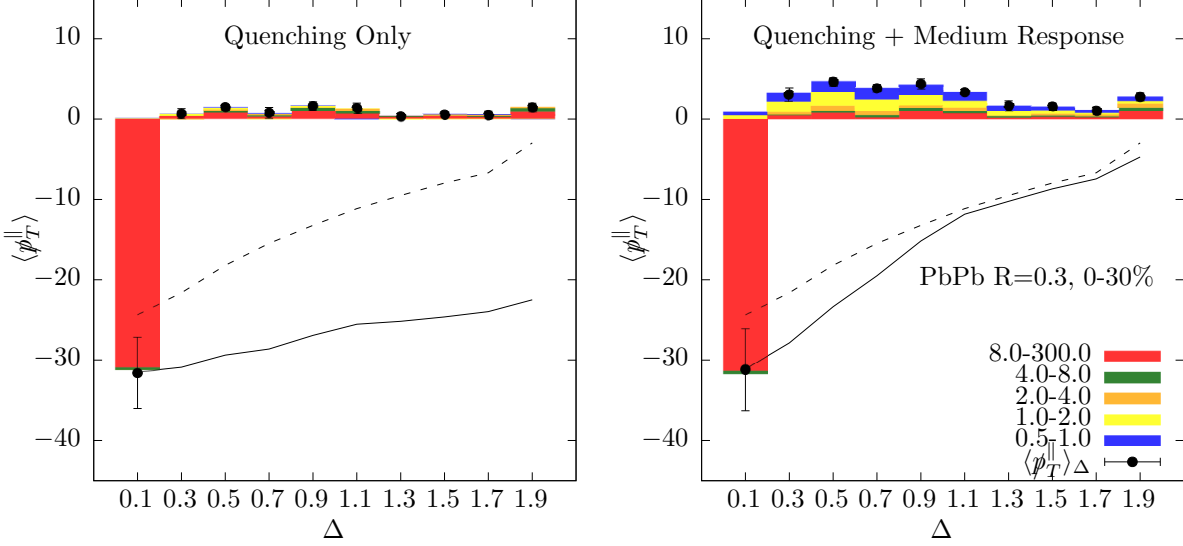 Quenching Only
10
0
−10
−20
−30
−40
⟨p̸_T^∥⟩
0.1 0.3 0.5 0.7 0.9 1.1 1.3 1.5 1.7 1.9
Δ
Quenching + Medium Response
10
0
−10
−20
−30
−40
⟨p̸_T^∥⟩
PbPb R=0.3, 0-30%
8.0-300.0
4.0-8.0
2.0-4.0
1.0-2.0
0.5-1.0
⟨p̸_T^∥⟩_Δ
0.1 0.3 0.5 0.7 0.9 1.1 1.3 1.5 1.7 1.9
Δ